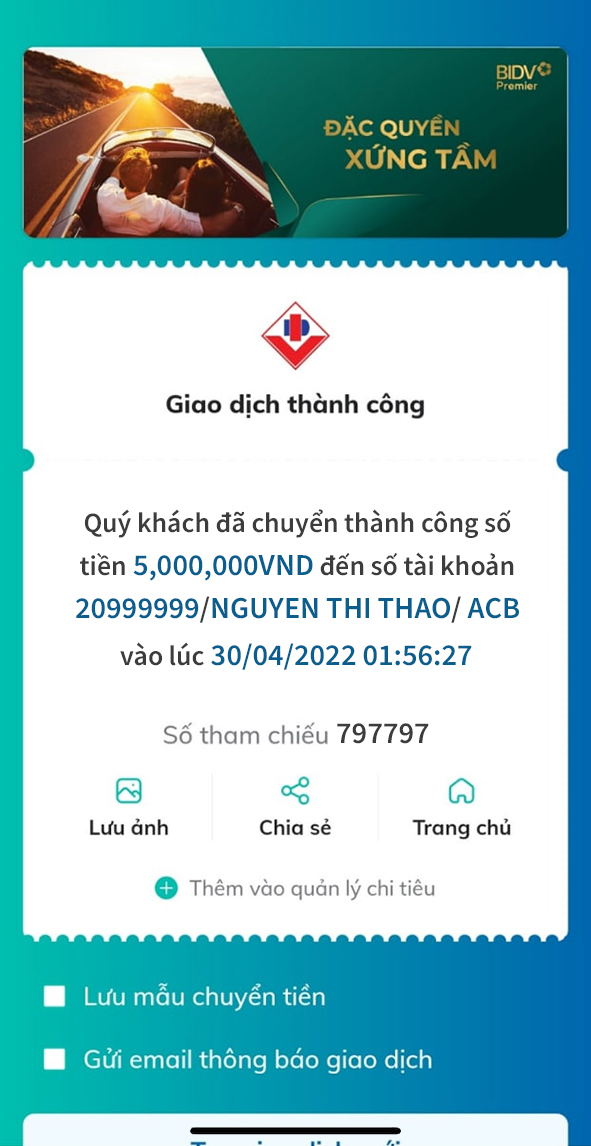 BIDV
Premier
ĐẶC QUYỀN
XỨNG TẦM
Giao dịch thành công
Quý khách đã chuyển thành công số
tiền 5,000,000VND đến số tài khoản
20999999/NGUYEN THI THAO/ ACB
vào lúc 30/04/2022 01:56:27
Số tham chiếu 797797
Lưu ảnh
Chia sẻ
Trang chủ
Thêm vào quản lý chi tiêu
Lưu mẫu chuyển tiền
Gửi email thông báo giao dịch